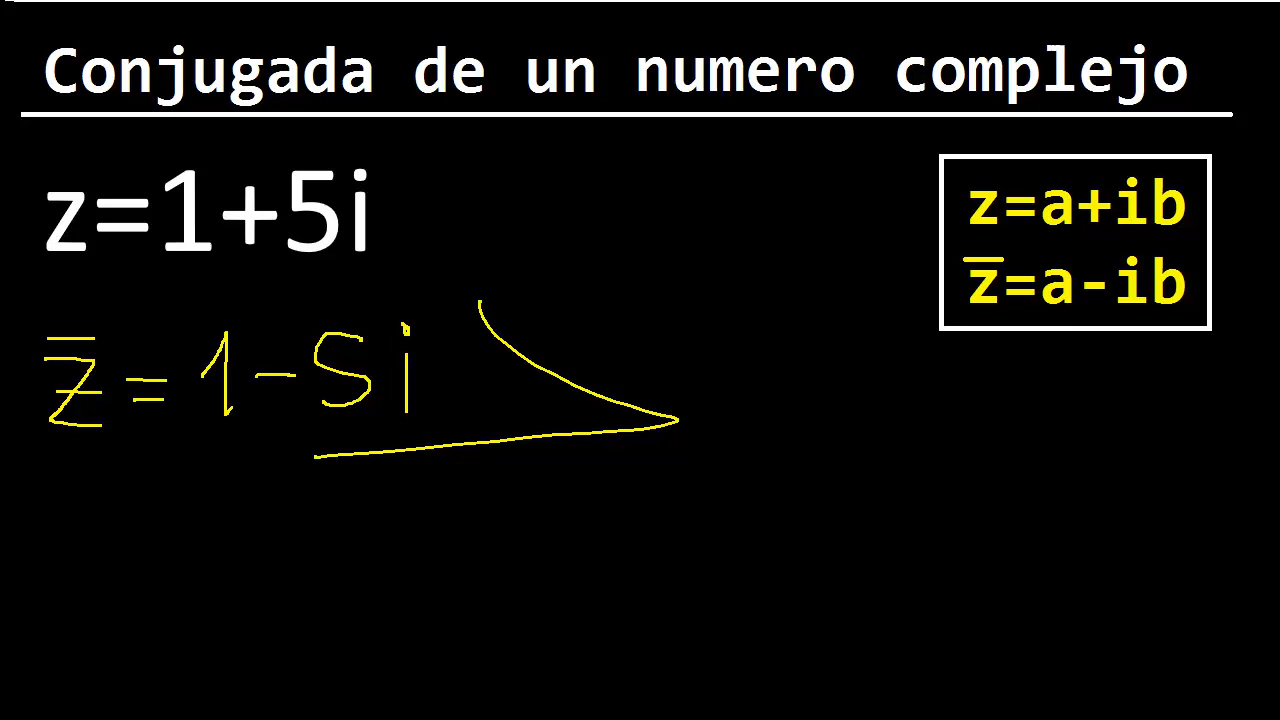 Conjugada de un numero complejo
z=1+5i
z=a+ib
z̅=a-ib
z̅=1-5i